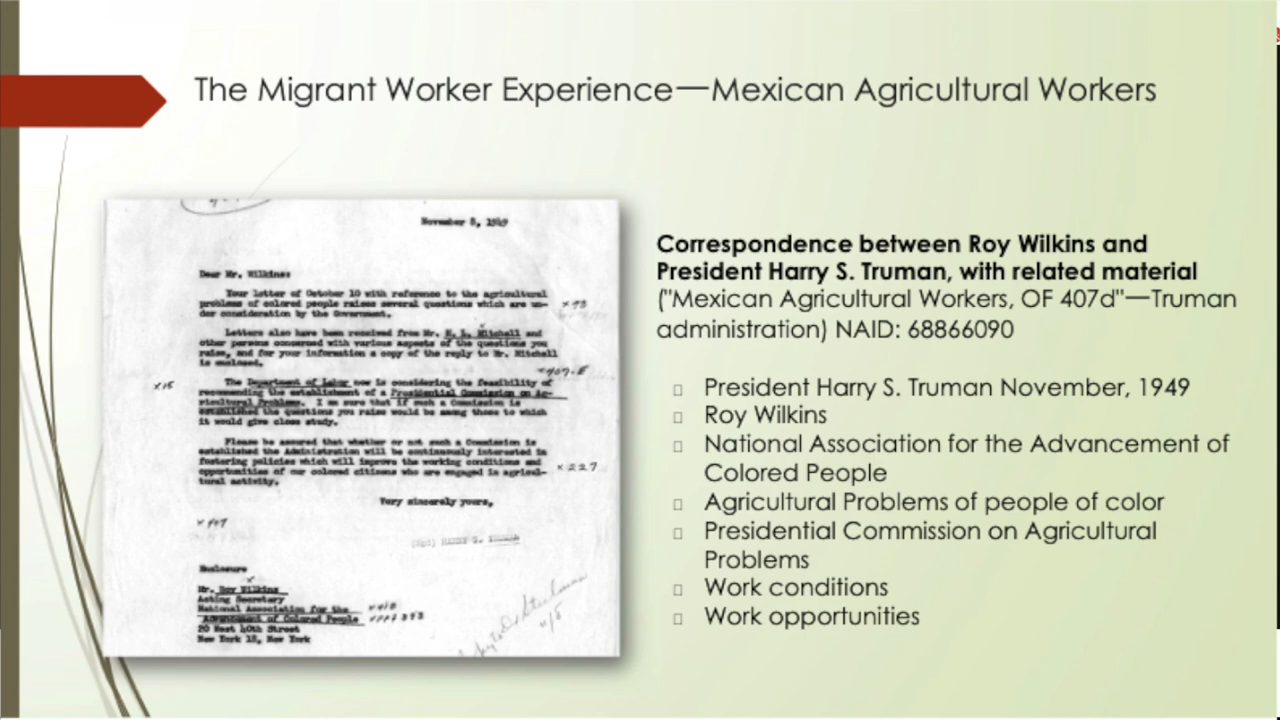 The Migrant Worker Experience—Mexican Agricultural Workers
November 8, 1949
Dear Mr. Wilkins:
Your letter of October 10 with reference to the agricultural
problems of colored people raises several questions which are un-
der consideration by the Government.
x 93
Letters also have been received from Mr. H. L. Mitchell and
other persons concerned with various aspects of the questions you
raise, and for your information a copy of the reply to Mr. Mitchell
is enclosed.
x407-E
x15
The Department of Labor now is considering the feasibility of
recommending the establishment of a Presidential Commission on Ag-
ricultural Problems. I am sure that if such a Commission is
established the questions you raise would be among those to which
it would give close study.
Please be assured that whether or not such a Commission is
established the Administration will be continuously interested in
fostering policies which will improve the working conditions and
opportunities of our colored citizens who are engaged in agricul-
tural activity.
x227
Very sincerely yours,
HARRY S. TRUMAN
Enclosure
Mr. Roy Wilkins
Acting Secretary
National Association for the
Advancement of Colored People
20 West 40th Street
New York 18, New York
Correspondence between Roy Wilkins and
President Harry S. Truman, with related material
("Mexican Agricultural Workers, OF 407d"—Truman
administration) NAID: 68866090
President Harry S. Truman November, 1949
Roy Wilkins
National Association for the Advancement of
Colored People
Agricultural Problems of people of color
Presidential Commission on Agricultural
Problems
Work conditions
Work opportunities